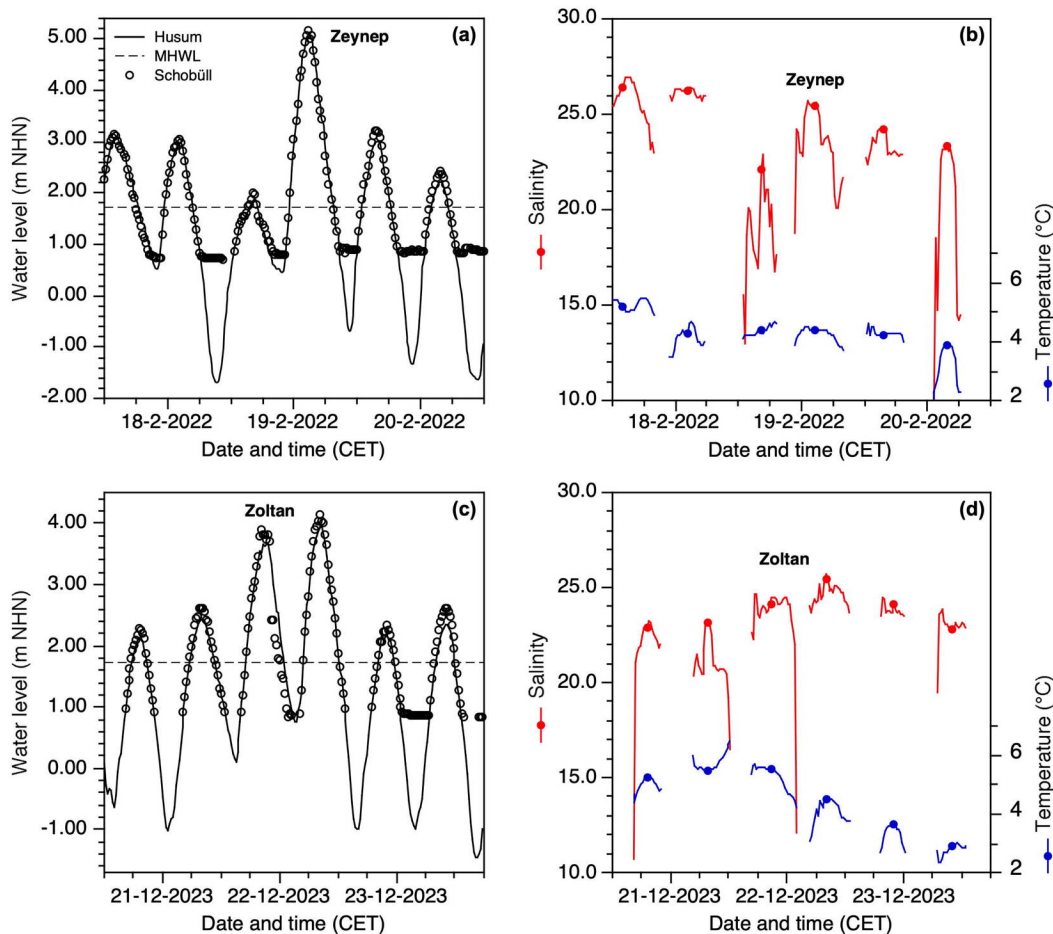 (a)
Zeynep
Husum
MHWL
Schobüll
5.00
4.00
3.00
2.00
1.00
0.00
-1.00
-2.00
Water level (m NHN)
18-2-2022
19-2-2022
20-2-2022
Date and time (CET)
(b)
Zeynep
30.0
25.0
20.0
15.0
10.0
Salinity
6
4
2
Temperature (°C)
18-2-2022
19-2-2022
20-2-2022
Date and time (CET)
(c)
Zoltan
4.00
3.00
2.00
1.00
0.00
-1.00
Water level (m NHN)
21-12-2023
22-12-2023
23-12-2023
Date and time (CET)
(d)
Zoltan
30.0
25.0
20.0
15.0
10.0
Salinity
6
4
2
Temperature (°C)
21-12-2023
22-12-2023
23-12-2023
Date and time (CET)